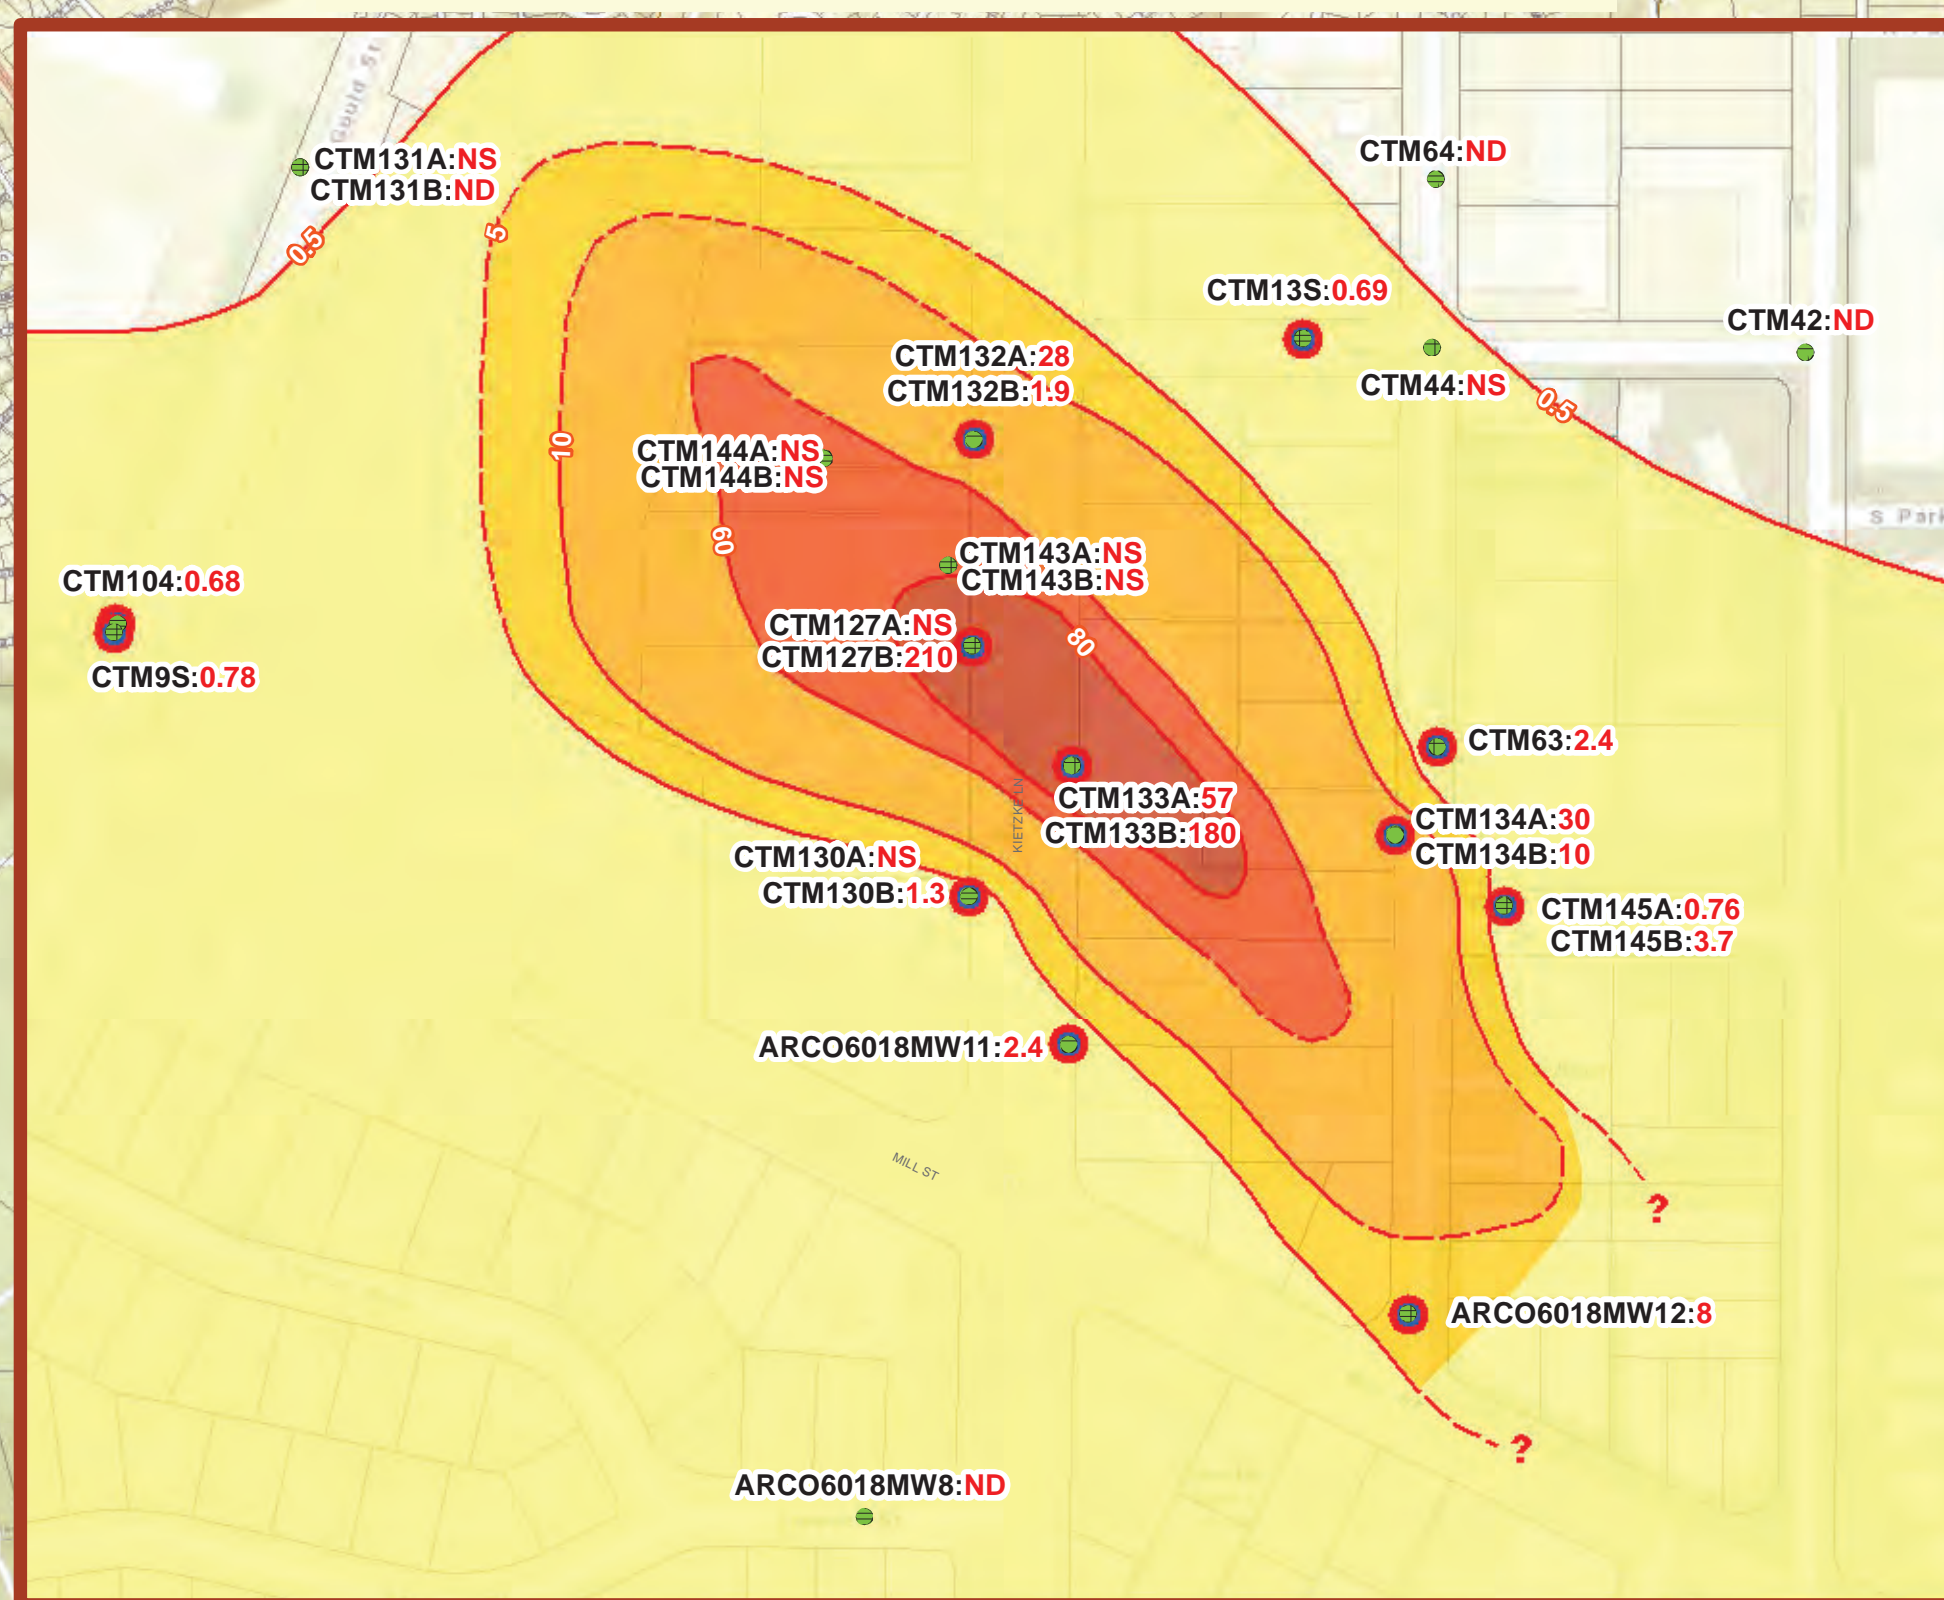 Gould St
CTM131A:NS
CTM131B:ND
CTM64:ND
0.5
5
CTM13S:0.69
CTM42:ND
CTM132A:28
CTM132B:1.9
CTM44:NS
0.5
10
CTM144A:NS
CTM144B:NS
S Park
60
CTM143A:NS
CTM143B:NS
CTM104:0.68
CTM127A:NS
CTM127B:210
80
CTM9S:0.78
CTM63:2.4
CTM133A:57
CTM133B:180
KIETZKE LN
CTM134A:30
CTM134B:10
CTM130A:NS
CTM130B:1.3
CTM145A:0.76
CTM145B:3.7
ARCO6018MW11:2.4
MILL ST
?
ARCO6018MW12:8
?
ARCO6018MW8:ND